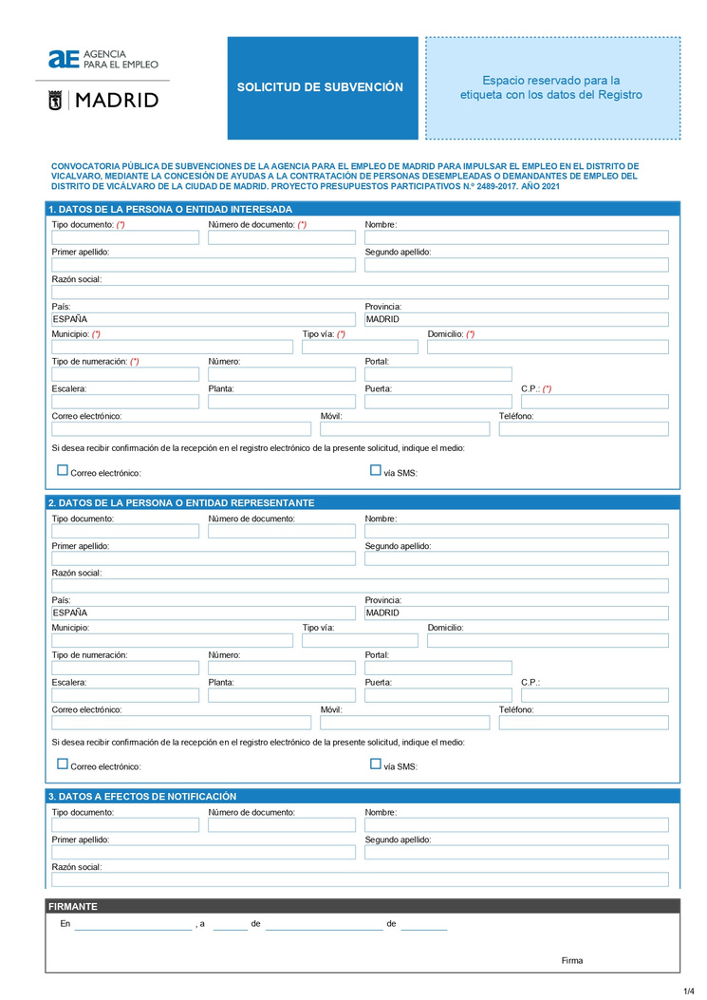 aE AGENCIA
PARA EL EMPLEO
MADRID
SOLICITUD DE SUBVENCIÓN
Espacio reservado para la
etiqueta con los datos del Registro
CONVOCATORIA PÚBLICA DE SUBVENCIONES DE LA AGENCIA PARA EL EMPLEO DE MADRID PARA IMPULSAR EL EMPLEO EN EL DISTRITO DE
VICALVARO, MEDIANTE LA CONCESIÓN DE AYUDAS A LA CONTRATACIÓN DE PERSONAS DESEMPLEADAS O DEMANDANTES DE EMPLEO DEL
DISTRITO DE VICÁLVARO DE LA CIUDAD DE MADRID. PROYECTO PRESUPUESTOS PARTICIPATIVOS N.º 2489-2017. AÑO 2021
1. DATOS DE LA PERSONA O ENTIDAD INTERESADA
Tipo documento: (*) Número de documento: (*) Nombre:
Primer apellido: Segundo apellido:
Razón social:
País: Provincia:
ESPAÑA MADRID
Municipio: (*) Tipo vía: (*) Domicilio: (*)
Tipo de numeración: (*) Número: Portal:
Escalera: Planta: Puerta: C.P.: (*)
Correo electrónico: Móvil: Teléfono:
Si desea recibir confirmación de la recepción en el registro electrónico de la presente solicitud, indique el medio:
Correo electrónico: vía SMS:
2. DATOS DE LA PERSONA O ENTIDAD REPRESENTANTE
Tipo documento: Número de documento: Nombre:
Primer apellido: Segundo apellido:
Razón social:
País: Provincia:
ESPAÑA MADRID
Municipio: Tipo vía: Domicilio:
Tipo de numeración: Número: Portal:
Escalera: Planta: Puerta: C.P.:
Correo electrónico: Móvil: Teléfono:
Si desea recibir confirmación de la recepción en el registro electrónico de la presente solicitud, indique el medio:
Correo electrónico: vía SMS:
3. DATOS A EFECTOS DE NOTIFICACIÓN
Tipo documento: Número de documento: Nombre:
Primer apellido: Segundo apellido:
Razón social:
FIRMANTE
En , a de de
Firma
1/4